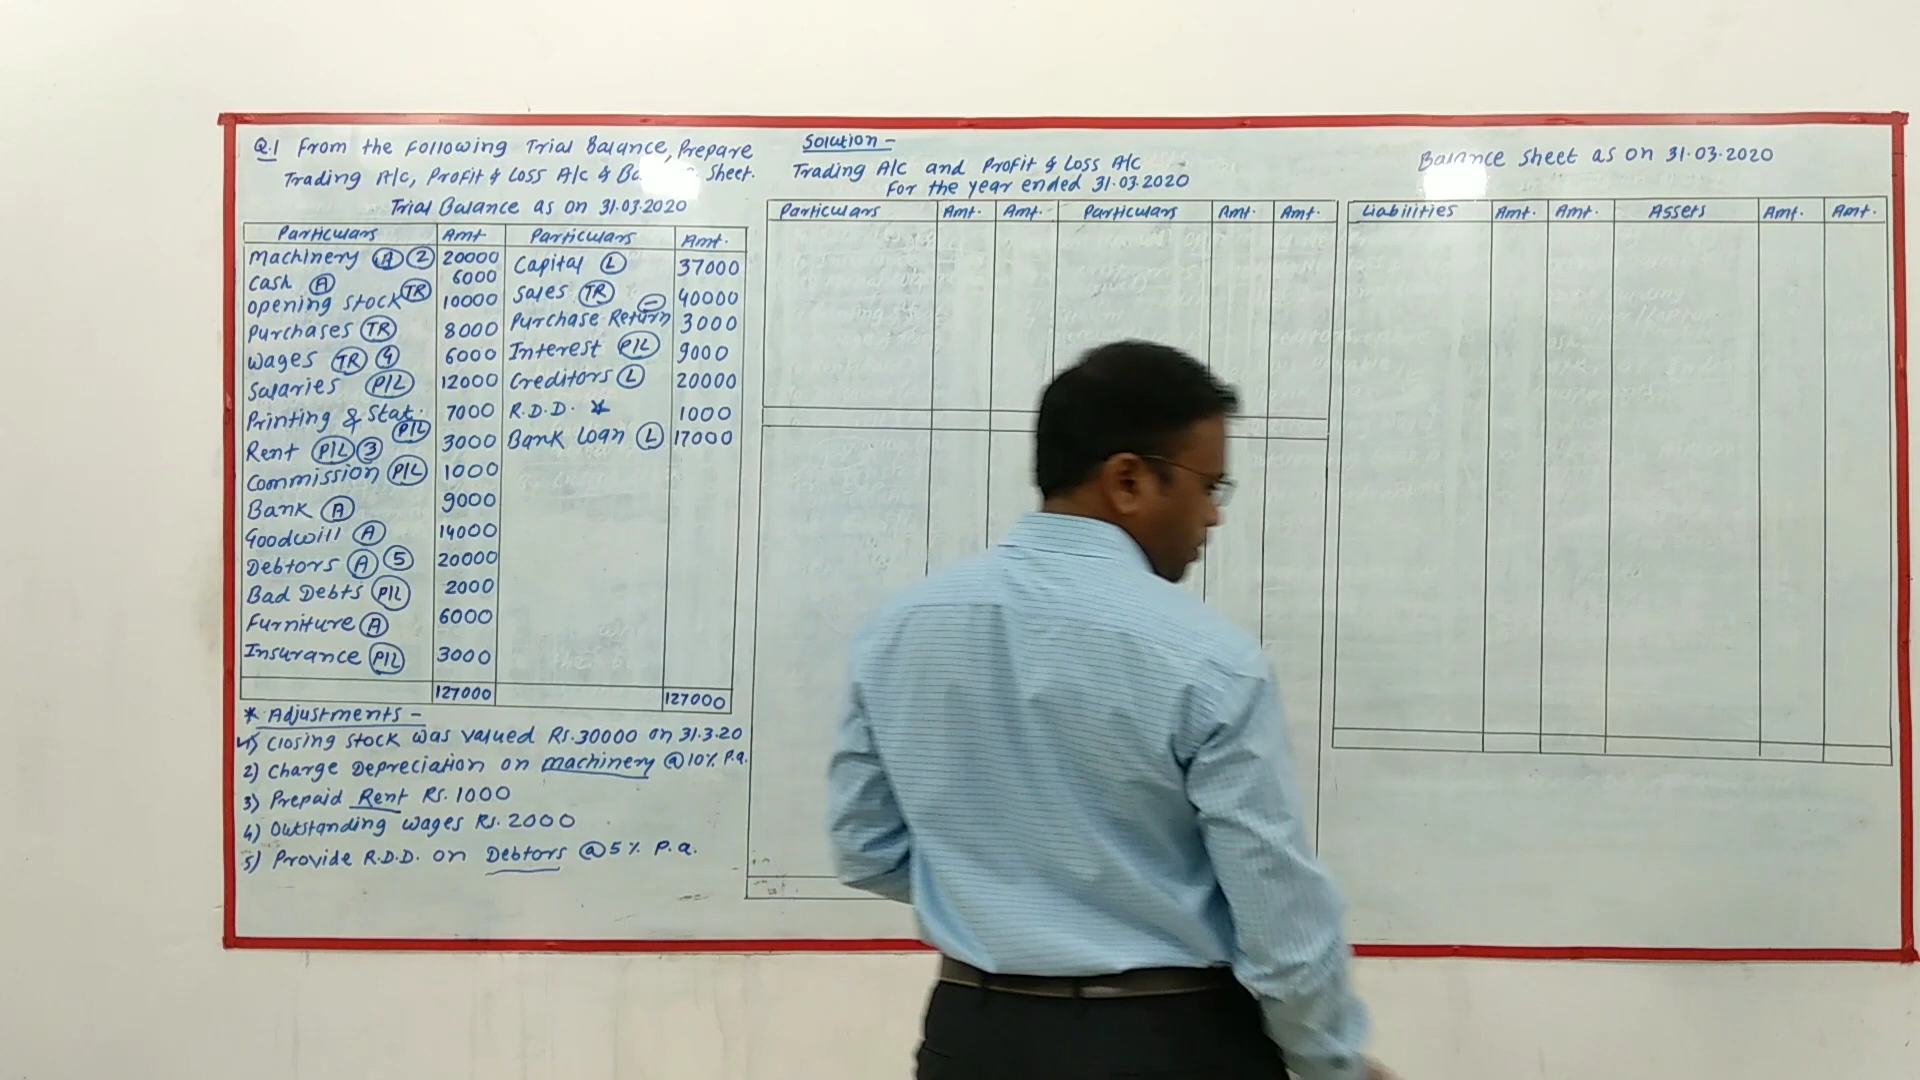 Q.1 From the Following Trial Balance, Prepare
Trading A/c, Profit & Loss A/c & Sheet.
Trial Balance as on 31.03.2020
Particulars Amt Particulars Amt.
Machinery (A) (2) 20000 Capital (L) 37000
Cash (A) 6000 Sales (TR) 40000
Opening Stock (TR) 10000 Purchase Return (-) 3000
Purchases (TR) 8000 Interest (P/L) 9000
Wages (TR) (4) 6000 Creditors (L) 20000
Salaries (P/L) 12000 R.D.D. * 1000
Printing & Stat. (P/L) 7000 Bank Loan (L) 17000
Rent (P/L) (3) 3000
Commission (P/L) 1000
Bank (A) 9000
Goodwill (A) 14000
Debtors (A) (5) 20000
Bad Debts (P/L) 2000
Furniture (A) 6000
Insurance (P/L) 3000
127000 127000
* Adjustments -
1) Closing Stock was valued Rs. 30000 on 31.3.20
2) Charge Depreciation on machinery @ 10% P.a.
3) Prepaid Rent Rs. 1000
4) Outstanding wages Rs. 2000
5) Provide R.D.D. on Debtors @ 5% P.a.
Solution -
Trading A/c and Profit & Loss A/c
For the year ended 31.03.2020
Particulars Amt. Amt. Particulars Amt. Amt.
Balance Sheet as on 31.03.2020
Liabilities Amt. Amt. Assets Amt. Amt.